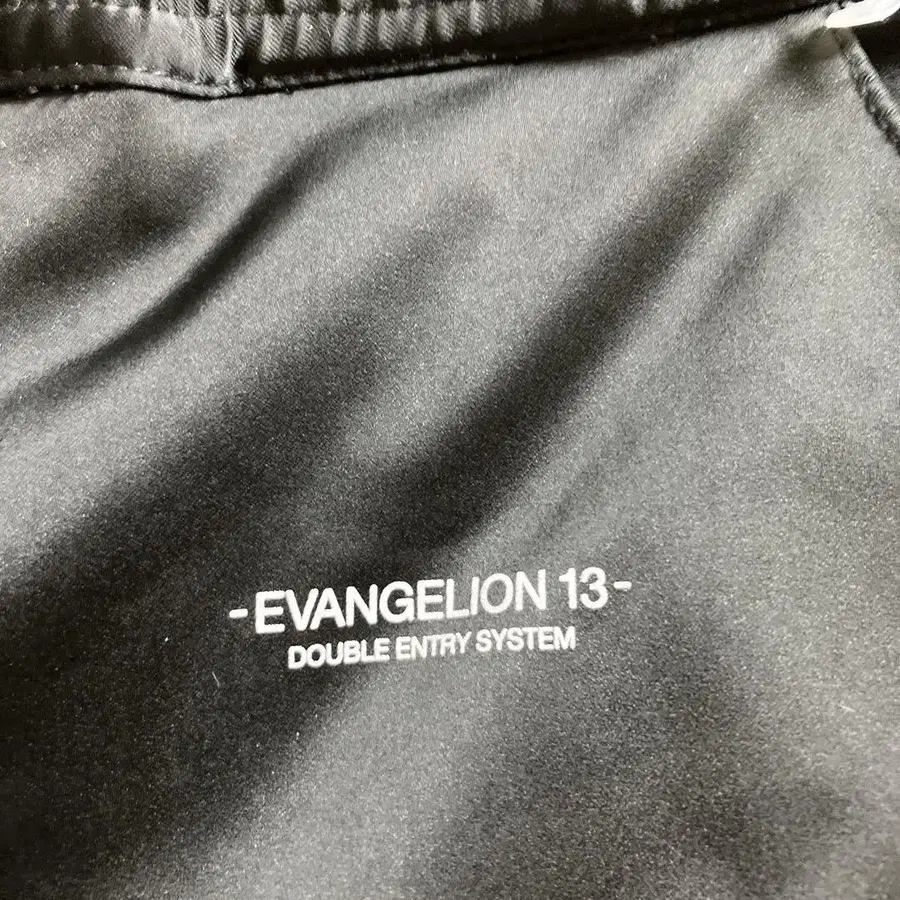 -EVANGELION 13-
DOUBLE ENTRY SYSTEM